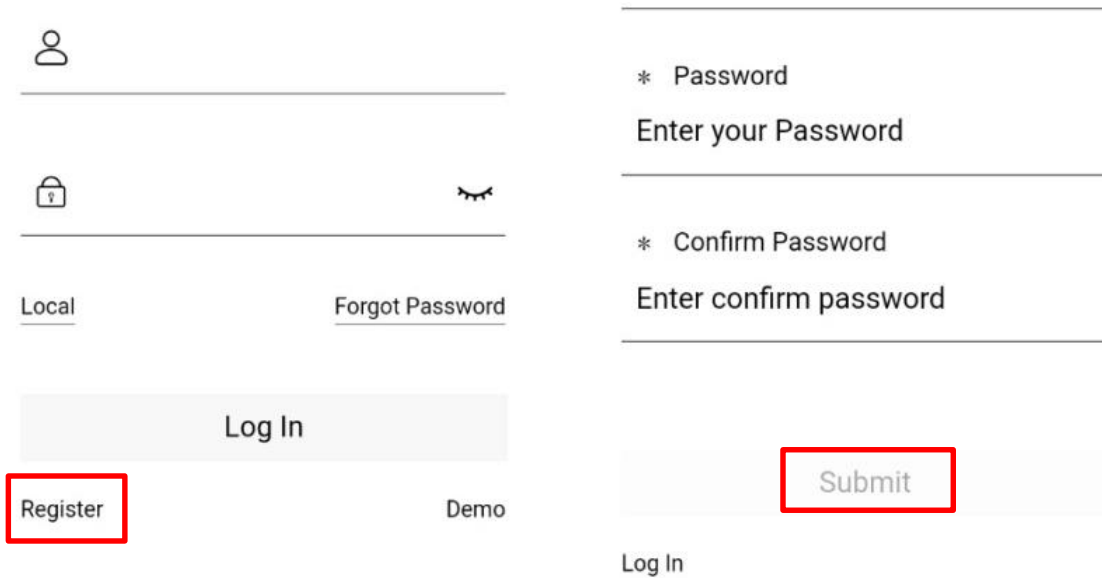 Local
Forgot Password
Log In
Register
Demo
* Password
Enter your Password
* Confirm Password
Enter confirm password
Submit
Log In